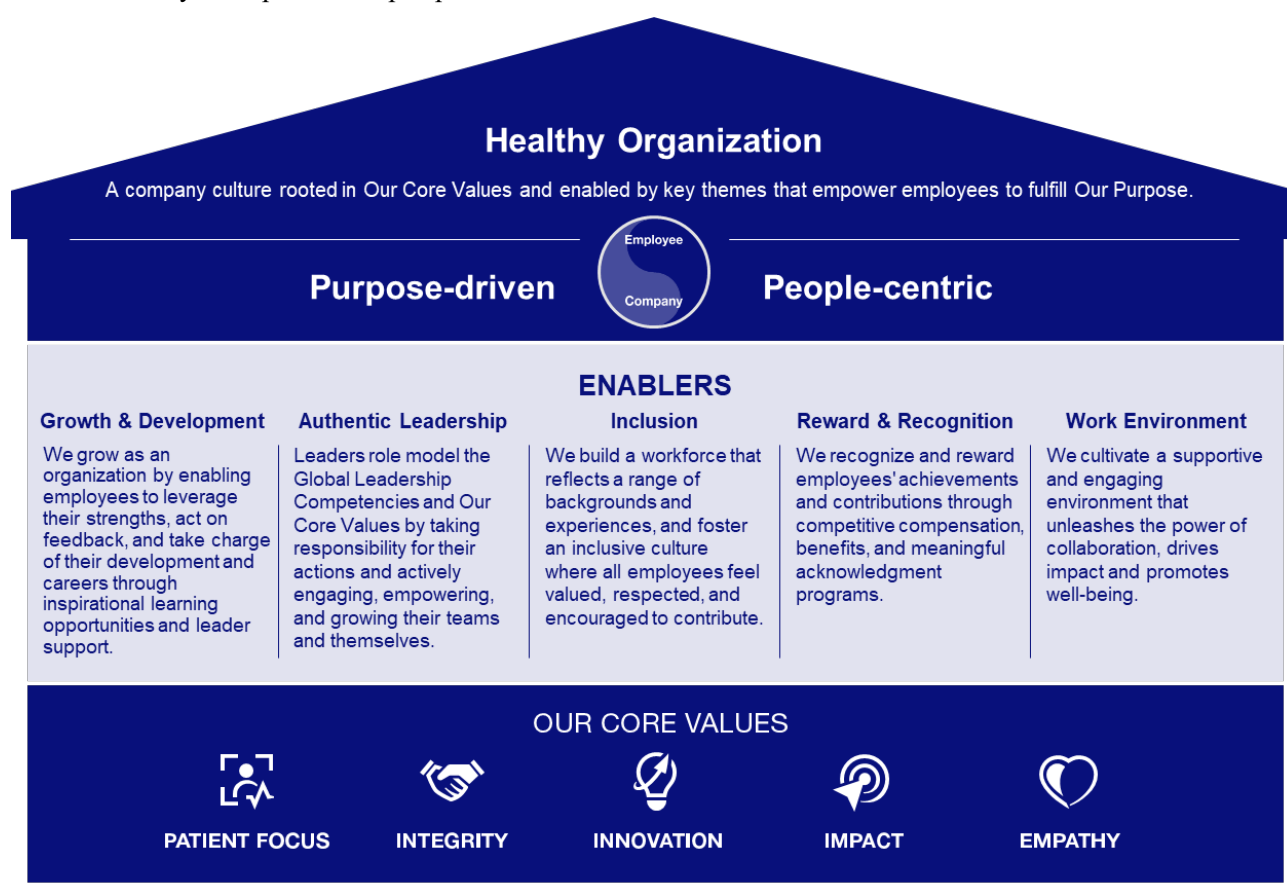 Healthy Organization
A company culture rooted in Our Core Values and enabled by key themes that empower employees to fulfill Our Purpose.
Employee
Purpose-driven
People-centric
Company
ENABLERS
Growth & Development
We grow as an
organization by enabling
employees to leverage
their strengths, act on
feedback, and take charge
of their development and
careers through
inspirational learning
opportunities and leader
support.
Authentic Leadership
Leaders role model the
Global Leadership
Competencies and Our
Core Values by taking
responsibility for their
actions and actively
engaging, empowering,
and growing their teams
and themselves.
Inclusion
We build a workforce that
reflects a range of
backgrounds and
experiences, and foster
an inclusive culture
where all employees feel
valued, respected, and
encouraged to contribute.
Reward & Recognition
We recognize and reward
employees' achievements
and contributions through
competitive compensation,
benefits, and meaningful
acknowledgment
programs.
Work Environment
We cultivate a supportive
and engaging
environment that
unleashes the power of
collaboration, drives
impact and promotes
well-being.
OUR CORE VALUES
PATIENT FOCUS
INTEGRITY
INNOVATION
IMPACT
EMPATHY